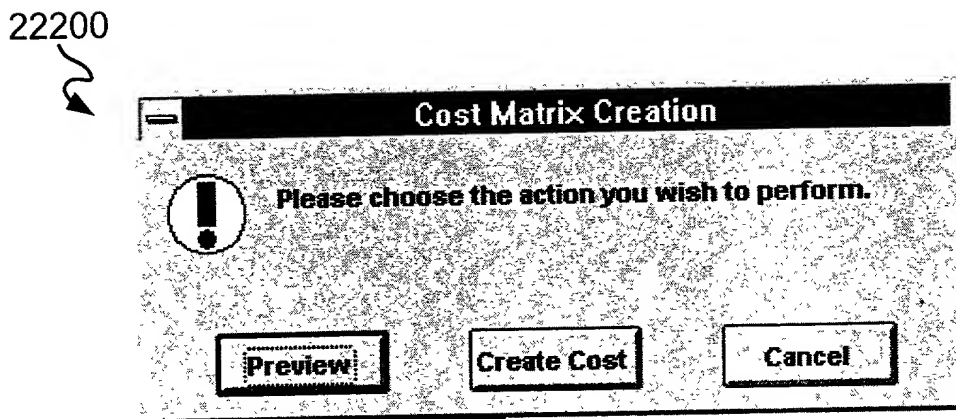 22200
Cost Matrix Creation
Please choose the action you wish to perform.
Preview Create Cost Cancel